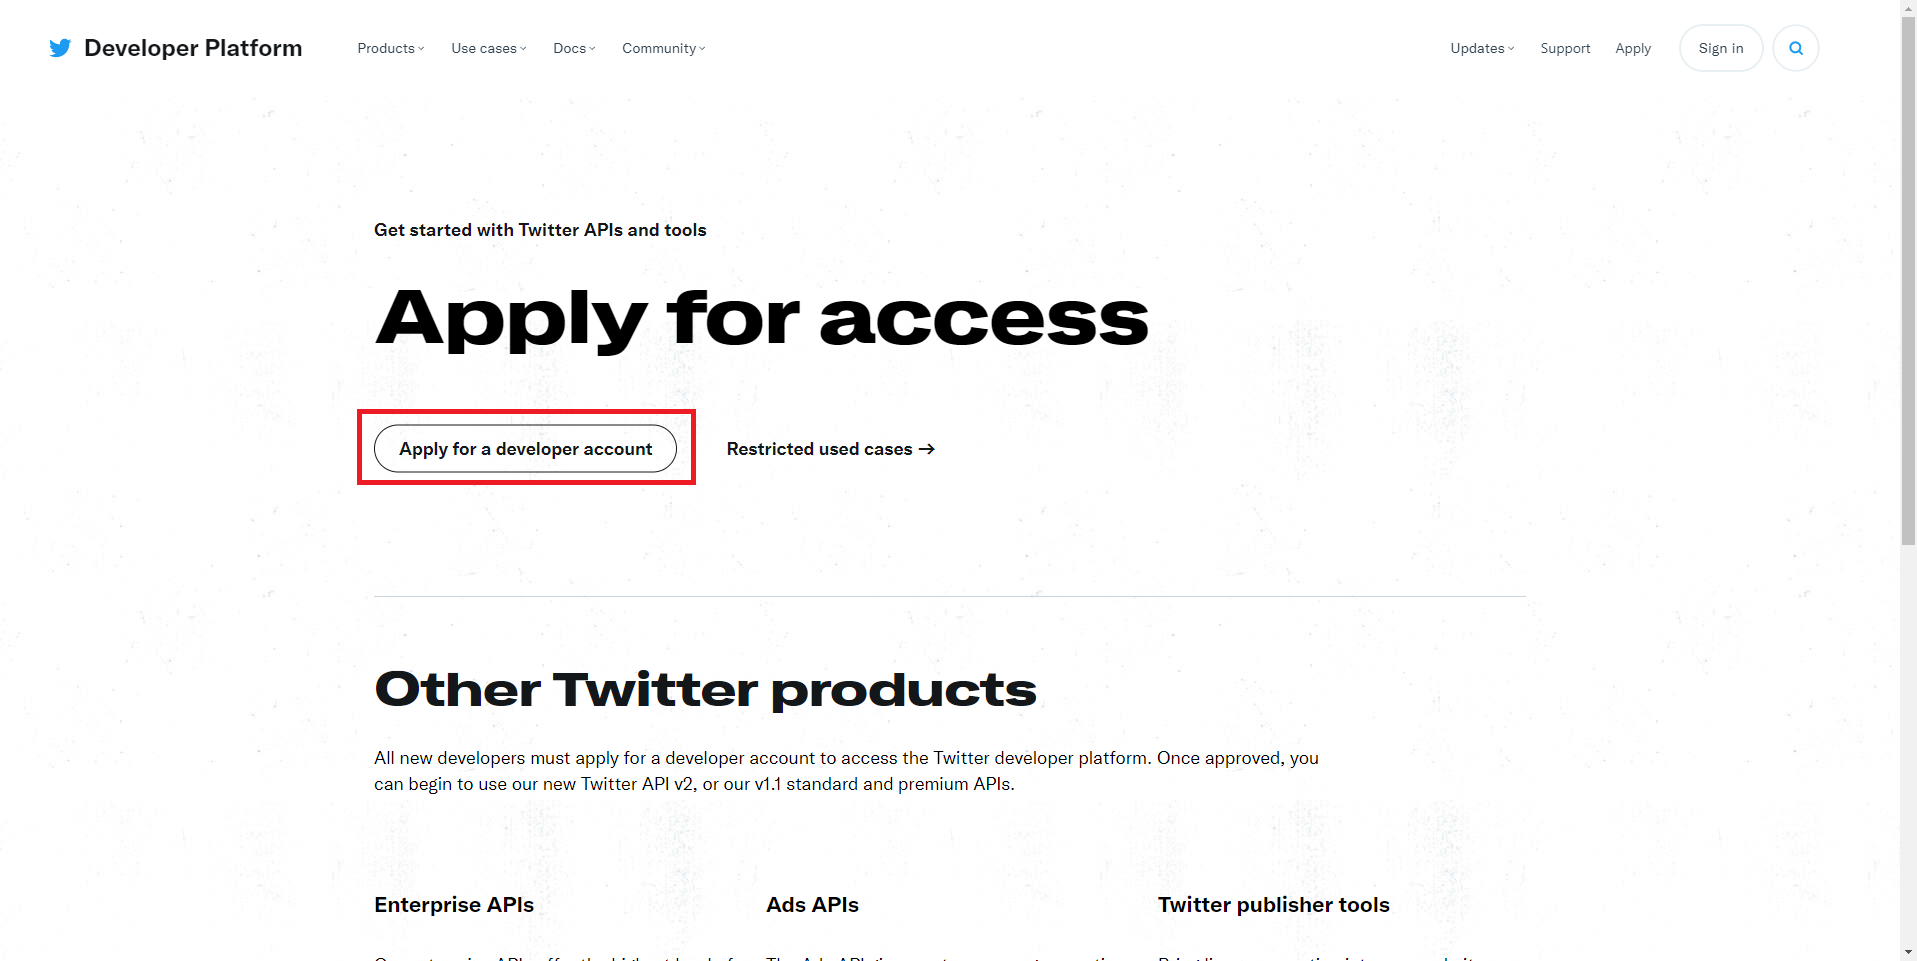 Developer Platform
Products
Use cases
Docs
Community
Updates
Support
Apply
Sign in
Get started with Twitter APIs and tools
Apply for access
Apply for a developer account
Restricted used cases →
Other Twitter products
All new developers must apply for a developer account to access the Twitter developer platform. Once approved, you
can begin to use our new Twitter API v2, or our v1.1 standard and premium APIs.
Enterprise APIs
Ads APIs
Twitter publisher tools